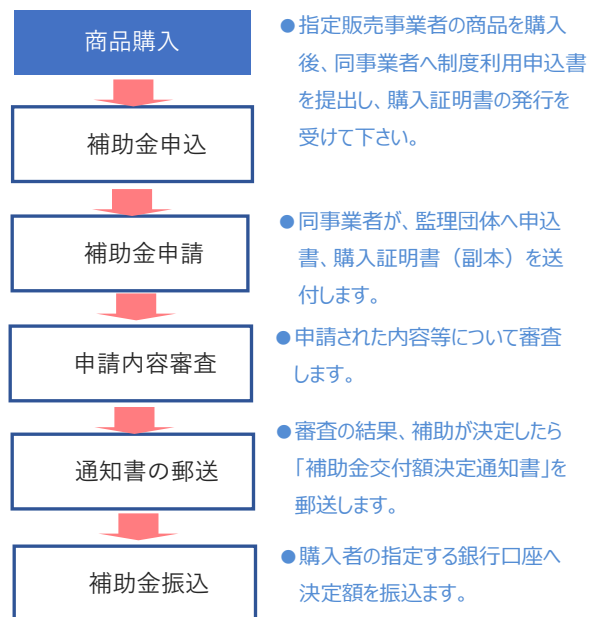 商品購入
●指定販売事業者の商品を購入
後、同事業者へ制度利用申込書
を提出し、購入証明書の発行を
受けて下さい。
補助金申込
補助金申請
●同事業者が、監理団体へ申込
書、購入証明書（副本）を送
付します。
申請内容審査
●申請された内容等について審査
します。
通知書の郵送
●審査の結果、補助が決定したら
「補助金交付額決定通知書」を
郵送します。
補助金振込
●購入者の指定する銀行口座へ
決定額を振込ます。